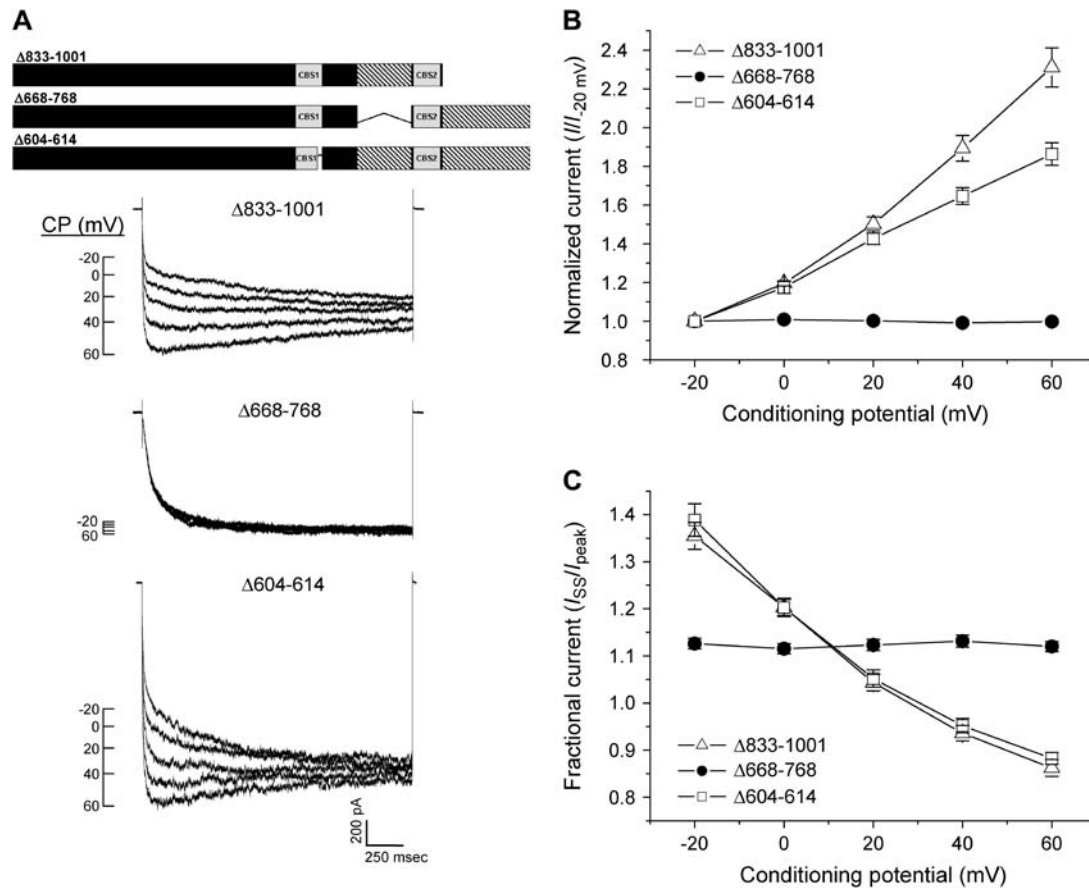 A
Δ833-1001
CBS1
CBS2
Δ668-768
CBS1
CBS2
Δ604-614
CBS1
CBS2
CP (mV)
Δ833-1001
-20
0
20
40
60
Δ668-768
-20
60
Δ604-614
-20
0
20
40
60
200 pA
250 msec
B
Normalized current (I/I-20 mV)
2.4
2.2
2.0
1.8
1.6
1.4
1.2
1.0
0.8
Δ833-1001
Δ668-768
Δ604-614
-20 0 20 40 60
Conditioning potential (mV)
C
Fractional current (ISS/Ipeak)
1.4
1.3
1.2
1.1
1.0
0.9
0.8
Δ833-1001
Δ668-768
Δ604-614
-20 0 20 40 60
Conditioning potential (mV)